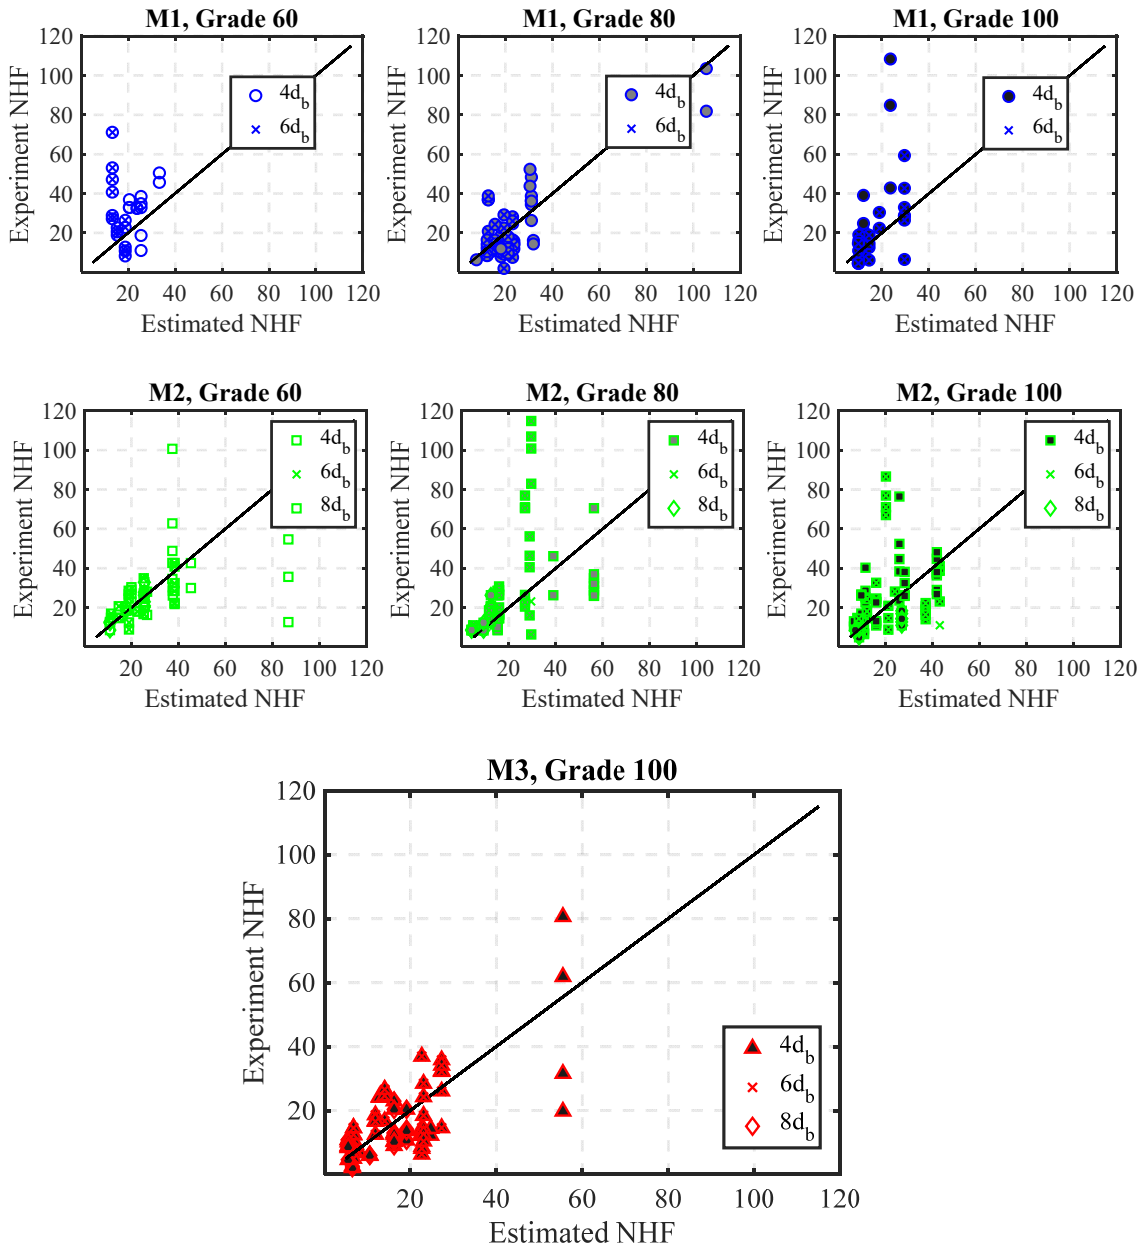 M1, Grade 60
M1, Grade 80
M1, Grade 100
120
100
80
60
40
20
20 40 60 80 100 120
Experiment NHF
Estimated NHF
4d_b
6d_b
120
100
80
60
40
20
20 40 60 80 100 120
Experiment NHF
Estimated NHF
4d_b
6d_b
120
100
80
60
40
20
20 40 60 80 100 120
Experiment NHF
Estimated NHF
4d_b
6d_b
M2, Grade 60
M2, Grade 80
M2, Grade 100
120
100
80
60
40
20
20 40 60 80 100 120
Experiment NHF
Estimated NHF
4d_b
6d_b
8d_b
120
100
80
60
40
20
20 40 60 80 100 120
Experiment NHF
Estimated NHF
4d_b
6d_b
8d_b
120
100
80
60
40
20
20 40 60 80 100 120
Experiment NHF
Estimated NHF
4d_b
6d_b
8d_b
M3, Grade 100
120
100
80
60
40
20
20 40 60 80 100 120
Experiment NHF
Estimated NHF
4d_b
6d_b
8d_b